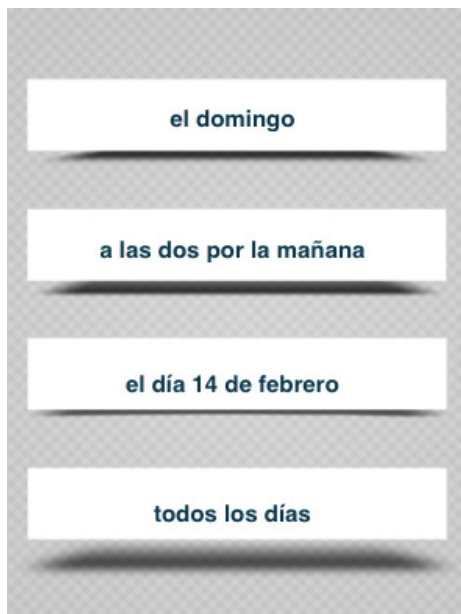 el domingo
a las dos por la mañana
el día 14 de febrero
todos los días